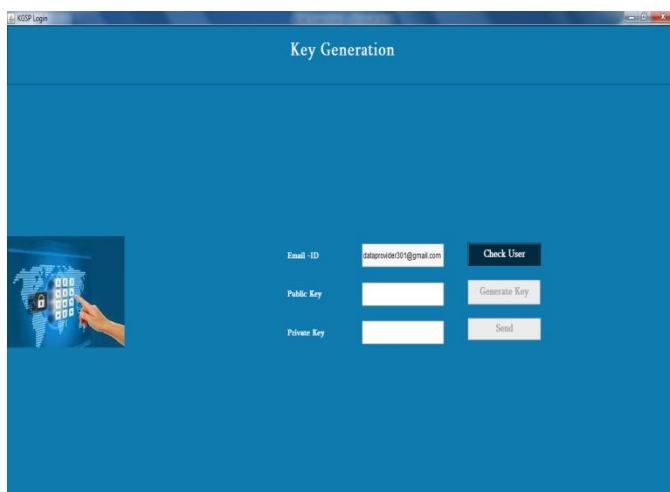 KGSP Login
Key Generation
Email -ID dataprovider301@gmail.com Check User
Public Key Generate Key
Private Key Send